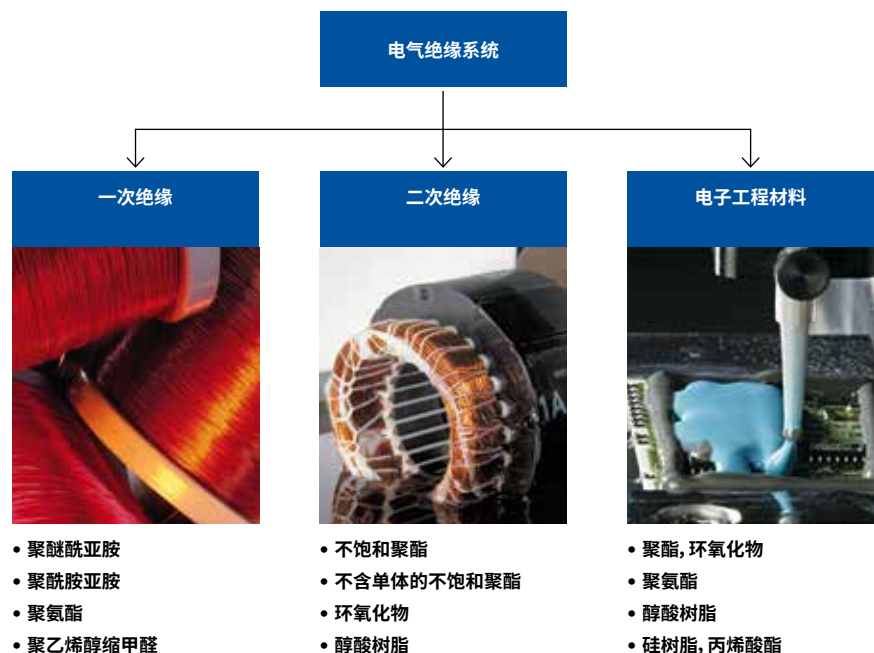 电气绝缘系统
一次绝缘
二次绝缘
电子工程材料
1A
• 聚醚酰亚胺
• 聚酰胺亚胺
• 聚氨酯
• 聚乙烯醇缩甲醛
• 不饱和聚酯
• 不含单体的不饱和聚酯
• 环氧化物
• 醇酸树脂
• 聚酯, 环氧化物
• 聚氨酯
• 醇酸树脂
• 硅树脂, 丙烯酸酯